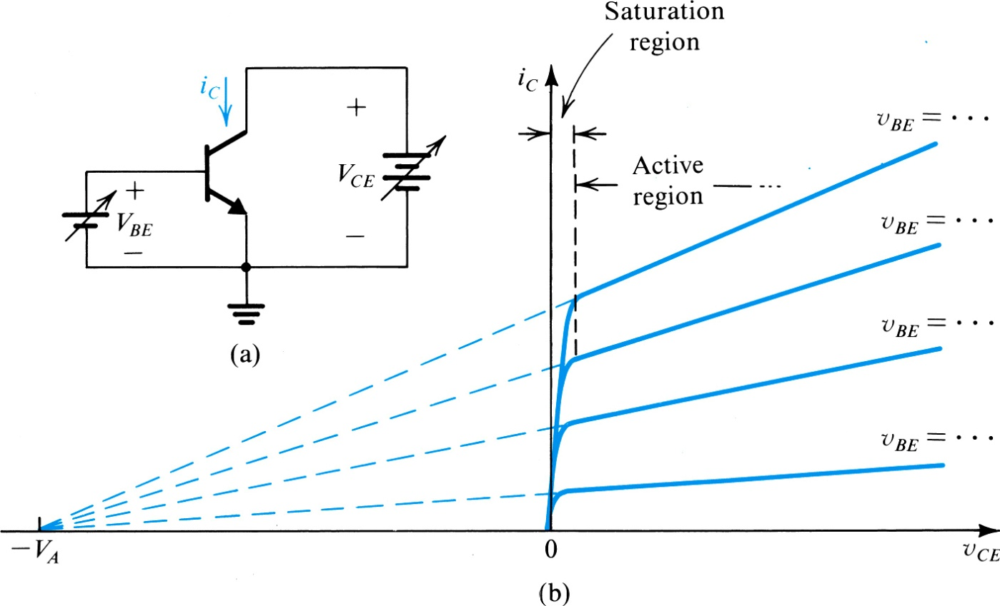 Saturation
region
i_C
i_C
+
v_BE = · · ·
Active
region
V_CE
+
V_BE
−
−
v_BE = · · ·
v_BE = · · ·
(a)
v_BE = · · ·
−V_A
0
v_CE
(b)